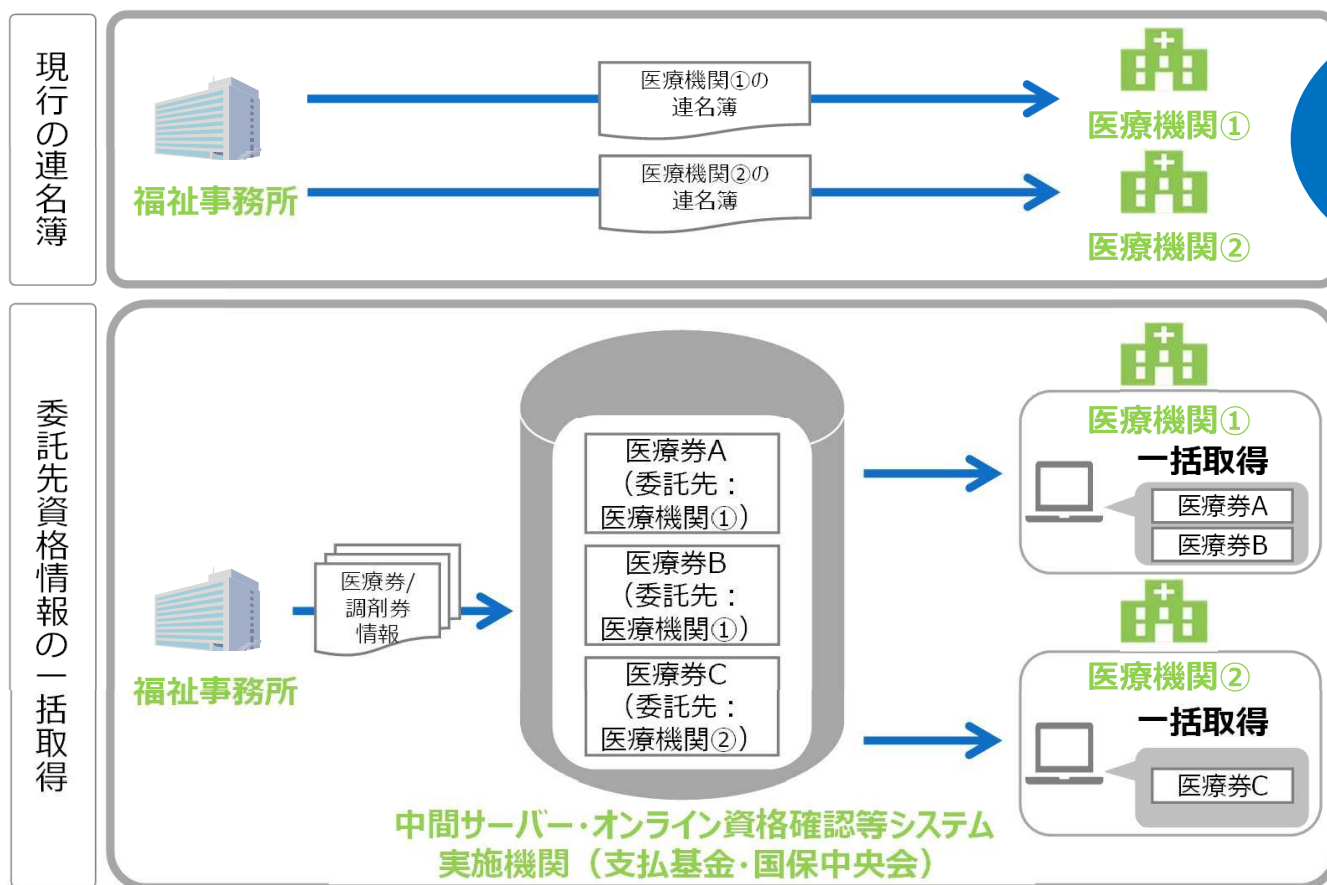 現行の連名簿
福祉事務所
医療機関①の
連名簿
医療機関②の
連名簿
医療機関①
医療機関②
委託先資格情報の一括取得
福祉事務所
医療券/
調剤券
情報
医療券A
（委託先：
医療機関①）
医療券B
（委託先：
医療機関①）
医療券C
（委託先：
医療機関②）
中間サーバー・オンライン資格確認等システム
実施機関（支払基金・国保中央会）
医療機関①
一括取得
医療券A
医療券B
医療機関②
一括取得
医療券C